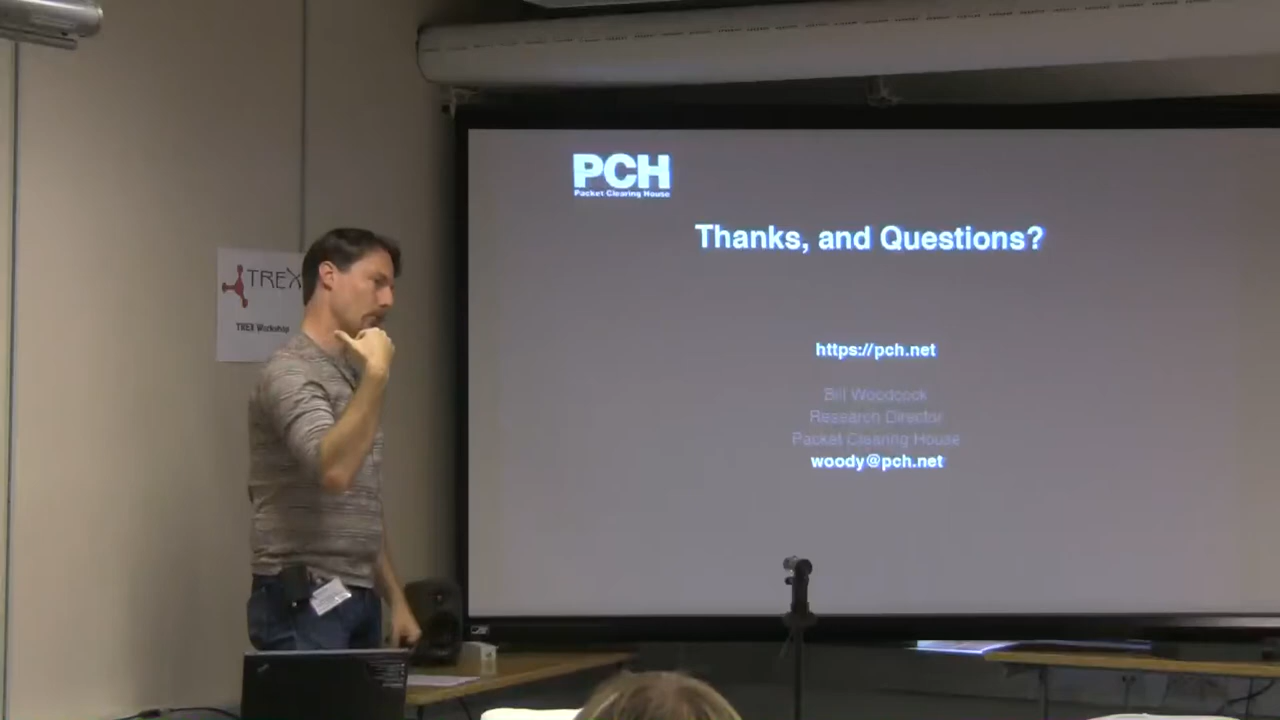 PCH
Packet Clearing House
Thanks, and Questions?
TREX
TREX Workshop
https://pch.net
Bill Woodcock
Research Director
Packet Clearing House
woody@pch.net